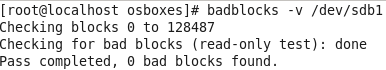 [root@localhost osboxes]# badblocks -v /dev/sdb1
Checking blocks 0 to 128487
Checking for bad blocks (read-only test): done
Pass completed, 0 bad blocks found.